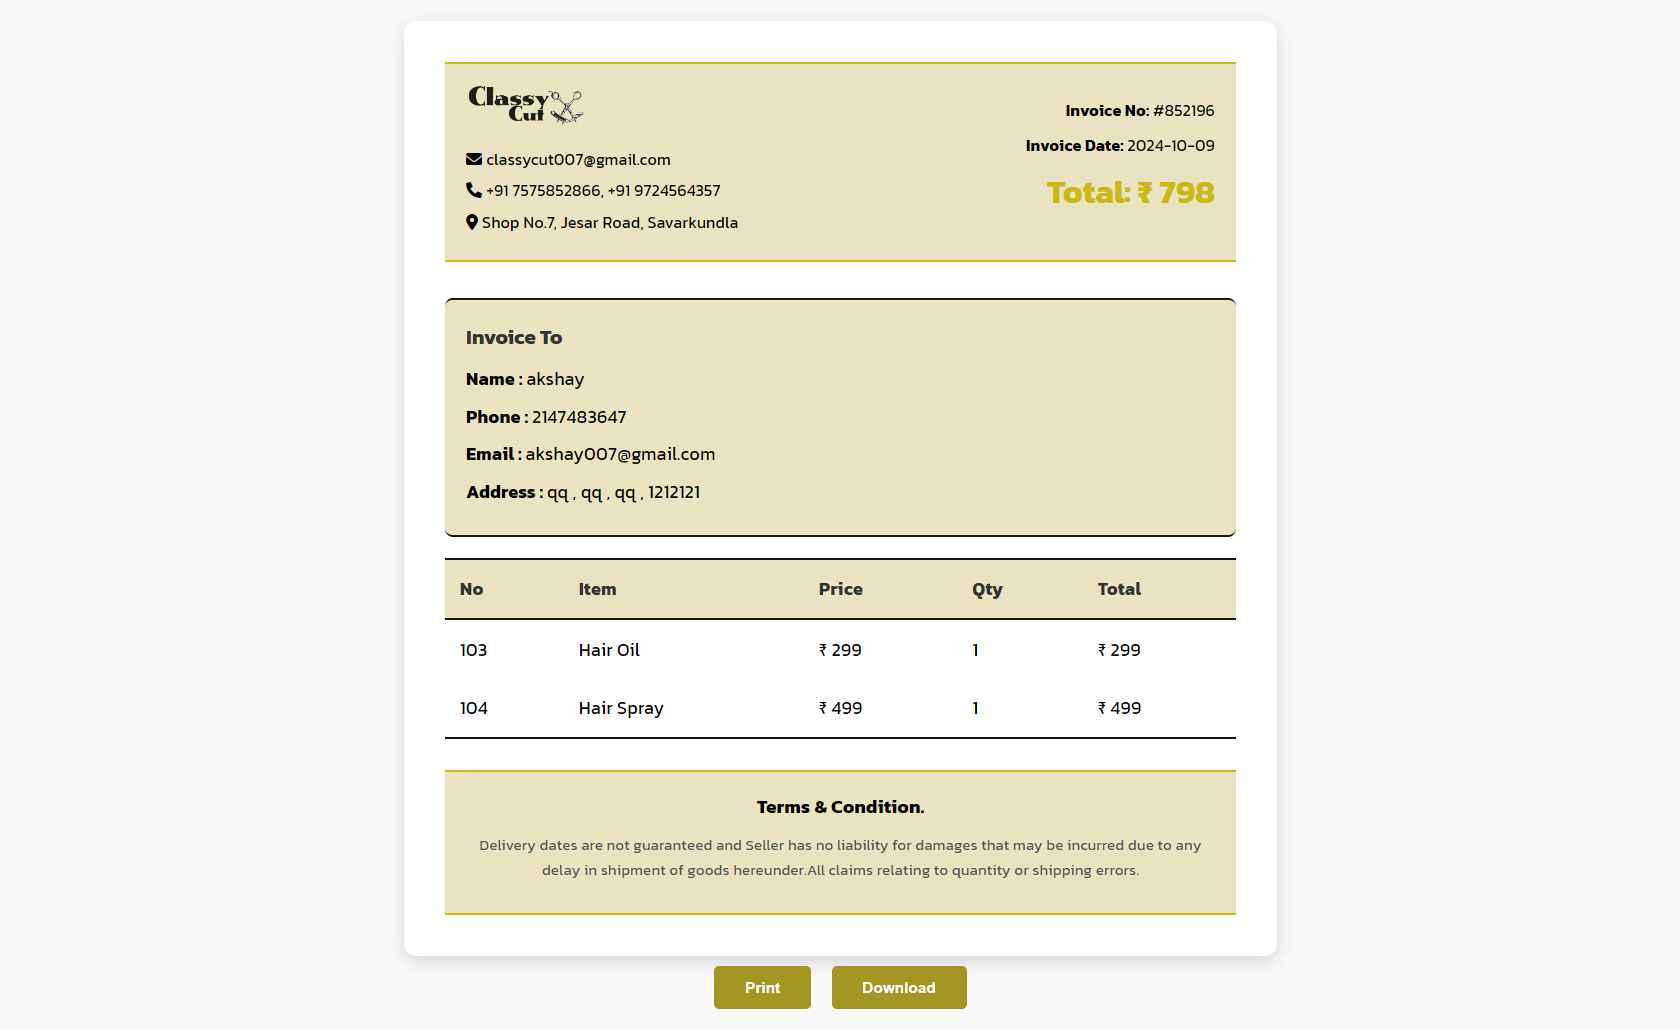 Classy
Cut
classycut007@gmail.com
+91 7575852866, +91 9724564357
Shop No.7, Jesar Road, Savarkundla
Invoice No: #852196
Invoice Date: 2024-10-09
Total: ₹ 798
Invoice To
Name : akshay
Phone : 2147483647
Email : akshay007@gmail.com
Address : qq , qq , qq , 1212121
No Item Price Qty Total
103 Hair Oil ₹ 299 1 ₹ 299
104 Hair Spray ₹ 499 1 ₹ 499
Terms & Condition.
Delivery dates are not guaranteed and Seller has no liability for damages that may be incurred due to any
delay in shipment of goods hereunder.All claims relating to quantity or shipping errors.
Print Download